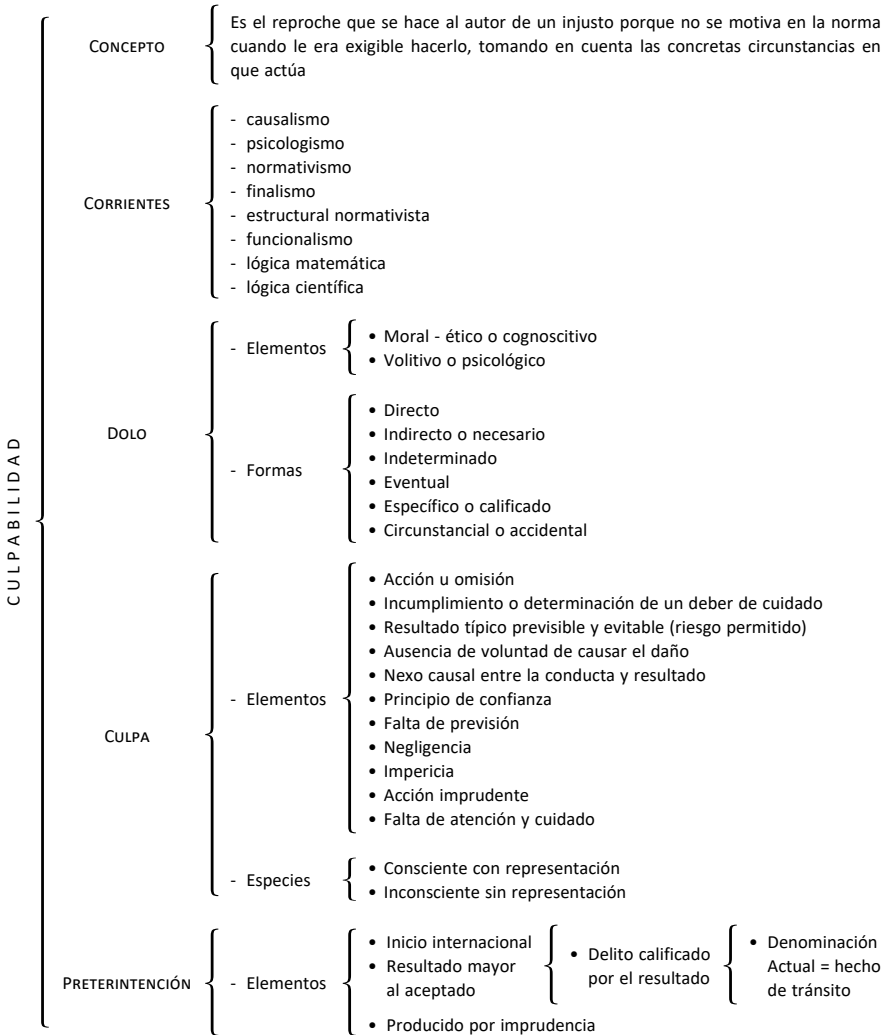 CULPABILIDAD
CONCEPTO
Es el reproche que se hace al autor de un injusto porque no se motiva en la norma
cuando le era exigible hacerlo, tomando en cuenta las concretas circunstancias en
que actúa
CORRIENTES
- causalismo
- psicologismo
- normativismo
- finalismo
- estructural normativista
- funcionalismo
- lógica matemática
- lógica científica
DOLO
- Elementos
• Moral - ético o cognoscitivo
• Volitivo o psicológico
- Formas
• Directo
• Indirecto o necesario
• Indeterminado
• Eventual
• Específico o calificado
• Circunstancial o accidental
CULPA
- Elementos
• Acción u omisión
• Incumplimiento o determinación de un deber de cuidado
• Resultado típico previsible y evitable (riesgo permitido)
• Ausencia de voluntad de causar el daño
• Nexo causal entre la conducta y resultado
• Principio de confianza
• Falta de previsión
• Negligencia
• Impericia
• Acción imprudente
• Falta de atención y cuidado
- Especies
• Consciente con representación
• Inconsciente sin representación
PRETERINTENCIÓN
- Elementos
• Inicio internacional
• Resultado mayor
al aceptado
• Delito calificado
por el resultado
• Denominación
Actual = hecho
de tránsito
• Producido por imprudencia